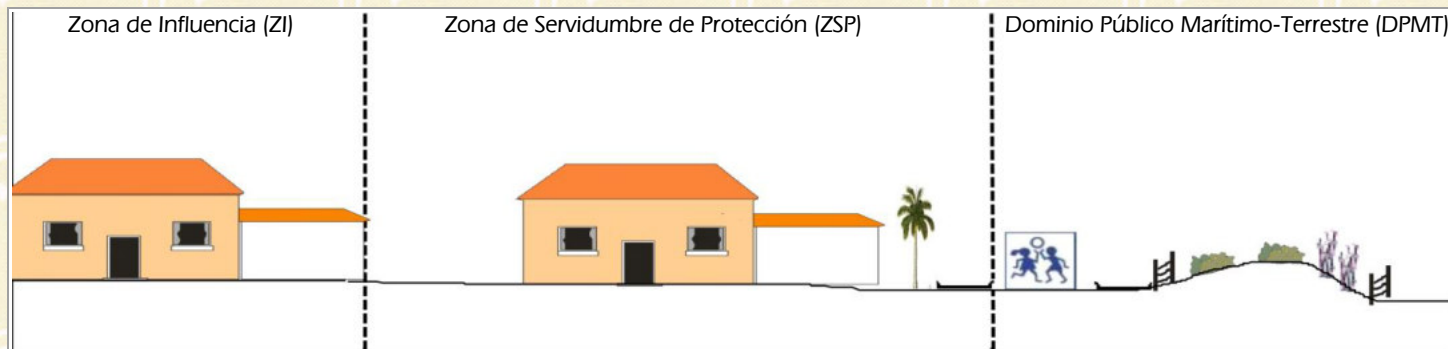 Zona de Influencia (ZI)
Zona de Servidumbre de Protección (ZSP)
Dominio Público Marítimo-Terrestre (DPMT)